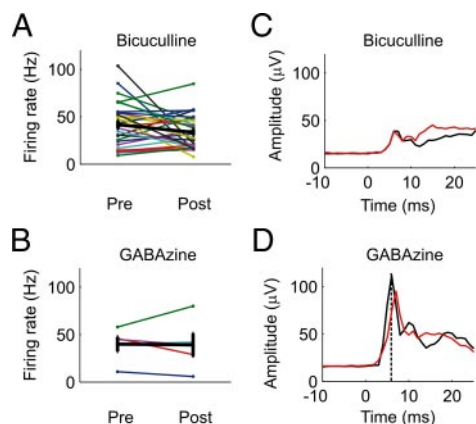 A
Bicuculline
Firing rate (Hz)
100
50
0
Pre
Post
B
GABAzine
Firing rate (Hz)
100
50
0
Pre
Post
C
Bicuculline
Amplitude (µV)
100
50
0
-10
0
10
20
Time (ms)
D
GABAzine
Amplitude (µV)
100
50
0
-10
0
10
20
Time (ms)